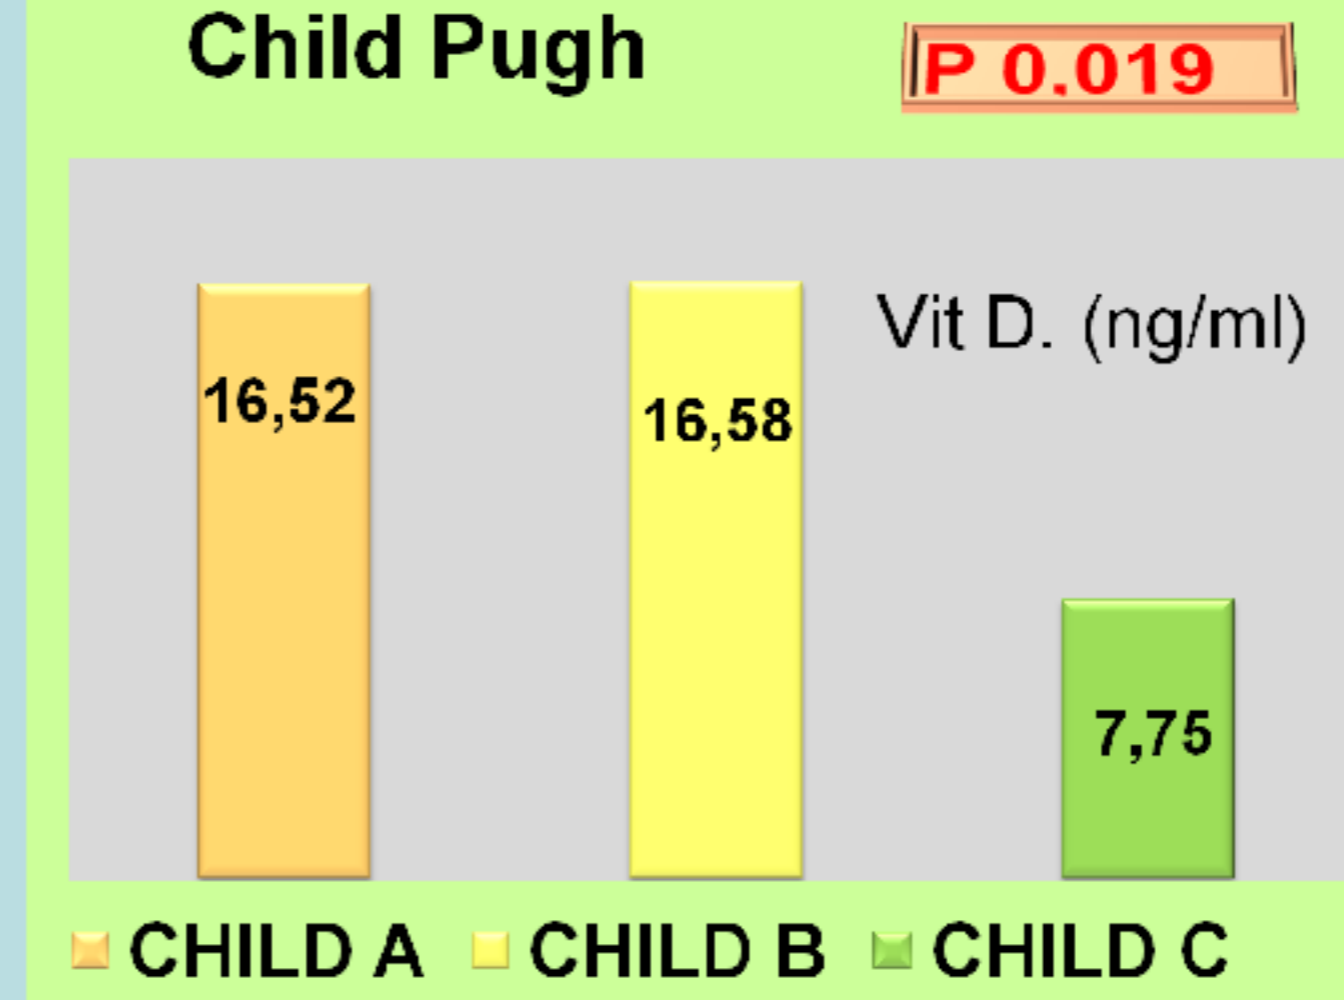 Child Pugh
P 0.019
Vit D. (ng/ml)
16,52
16,58
7,75
CHILD A CHILD B CHILD C